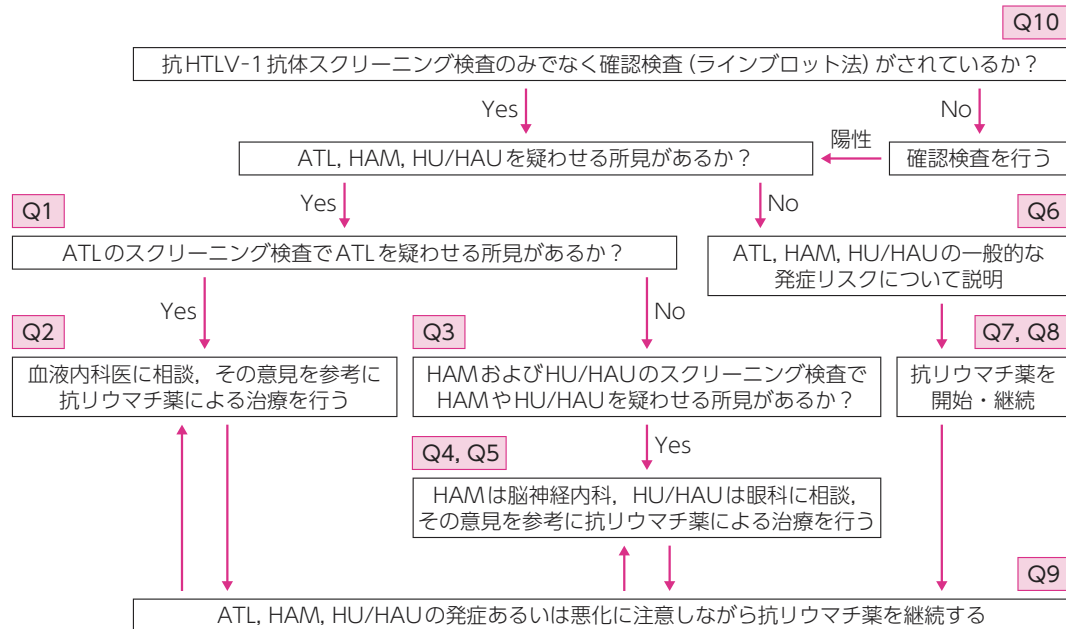 Q10
抗HTLV-1抗体スクリーニング検査のみでなく確認検査（ラインブロット法）がされているか？
Yes
No
ATL, HAM, HU/HAUを疑わせる所見があるか？
陽性
確認検査を行う
Yes
No
Q1
ATLのスクリーニング検査でATLを疑わせる所見があるか？
Q6
ATL, HAM, HU/HAUの一般的な
発症リスクについて説明
Yes
No
Q2
血液内科医に相談，その意見を参考に
抗リウマチ薬による治療を行う
Q3
HAMおよびHU/HAUのスクリーニング検査で
HAMやHU/HAUを疑わせる所見があるか？
Q7, Q8
抗リウマチ薬を
開始・継続
Yes
Q4, Q5
HAMは脳神経内科，HU/HAUは眼科に相談，
その意見を参考に抗リウマチ薬による治療を行う
Q9
ATL, HAM, HU/HAUの発症あるいは悪化に注意しながら抗リウマチ薬を継続する